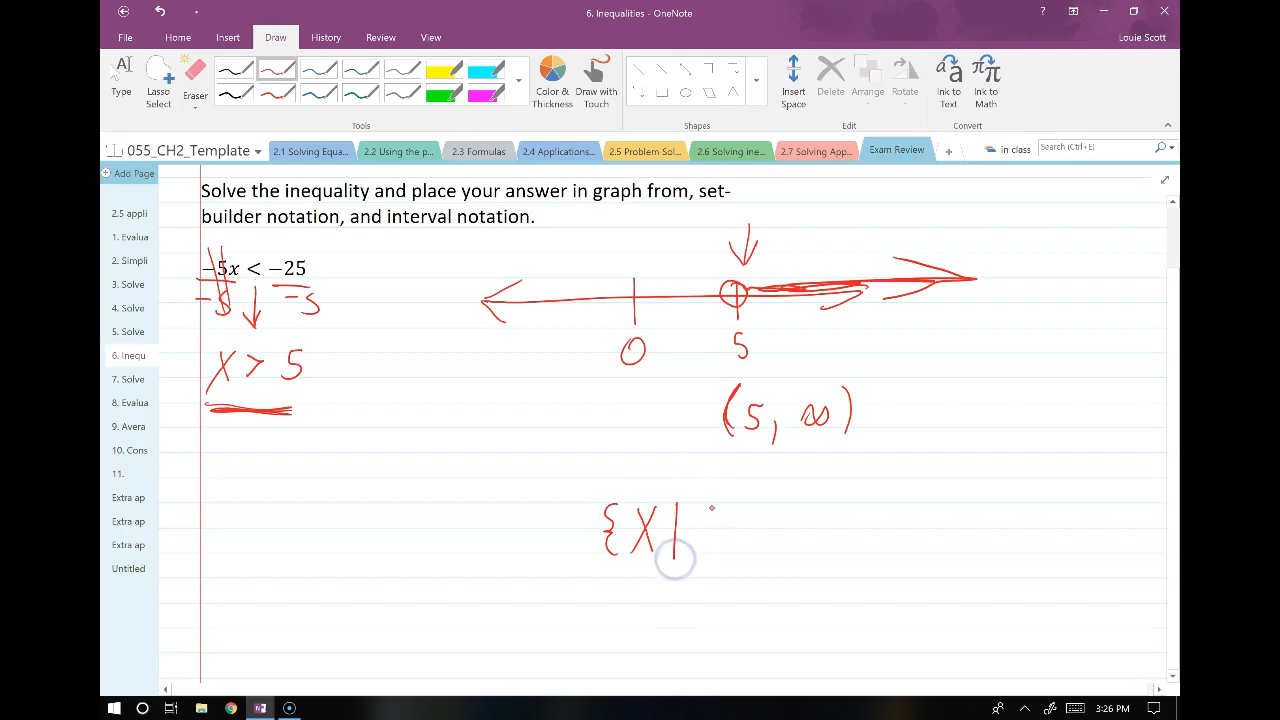 6. Inequalities - OneNote
?
Louie Scott
File Home Insert Draw History Review View
Type
Lasso Select
Eraser
Color & Thickness
Draw with Touch
Insert Space
Delete
Arrange
Rotate
Ink to Text
Ink to Math
Tools
Shapes
Edit
Convert
055_CH2_Template
2.1 Solving Equa...
2.2 Using the p...
2.3 Formulas
2.4 Applications...
2.5 Problem Sol...
2.6 Solving ine...
2.7 Solving App...
Exam Review
+
in class
Search (Ctrl+E)
Add Page
2.5 appli
1. Evalua
2. Simpli
3. Solve
4. Solve
5. Solve
6. Inequ
7. Solve
8. Evalua
9. Avera
10. Cons
11.
Extra ap
Extra ap
Extra ap
Untitled
Solve the inequality and place your answer in graph from, set-
builder notation, and interval notation.
−5x < −25
-5 -5
x > 5
0 5
(5, ∞)
{x |
3:26 PM